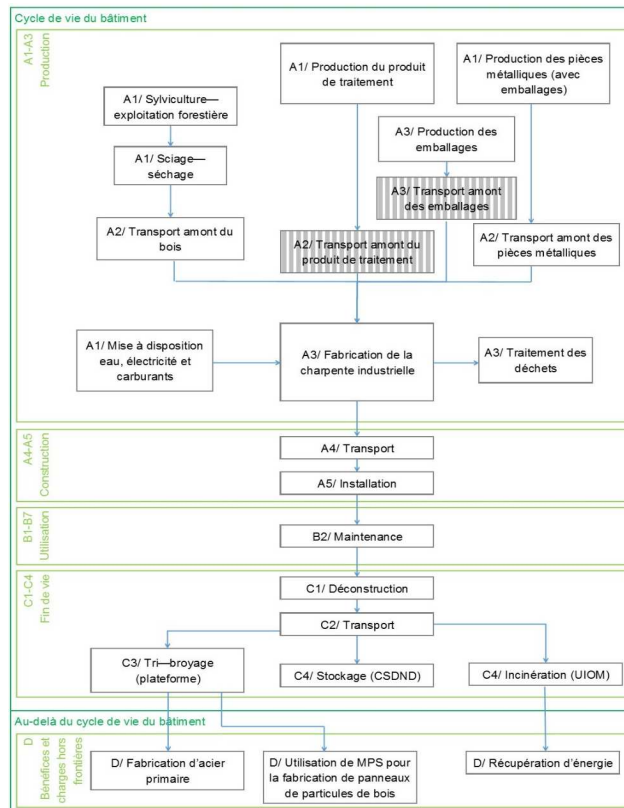 Cycle de vie du bâtiment
A1-A3
Production
A1/ Production du produit
de traitement
A1/ Production des pièces
métalliques (avec
emballages)
A1/ Sylviculture—
exploitation forestière
A3/ Production des
emballages
A1/ Sciage—
séchage
A3/ Transport amont
des emballages
A2/ Transport amont du
bois
A2/ Transport amont du
produit de traitement
A2/ Transport amont des
pièces métalliques
A1/ Mise à disposition
eau, électricité et
carburants
A3/ Fabrication de la
charpente industrielle
A3/ Traitement des
déchets
A4-A5
Construction
A4/ Transport
A5/ Installation
B1-B7
Utilisation
B2/ Maintenance
C1-C4
Fin de vie
C1/ Déconstruction
C2/ Transport
C3/ Tri—broyage
(plateforme)
C4/ Stockage (CSDND)
C4/ Incinération (UIOM)
Au-delà du cycle de vie du bâtiment
D
Bénéfices et
charges hors
frontières
D/ Fabrication d'acier
primaire
D/ Utilisation de MPS pour
la fabrication de panneaux
de particules de bois
D/ Récupération d'énergie